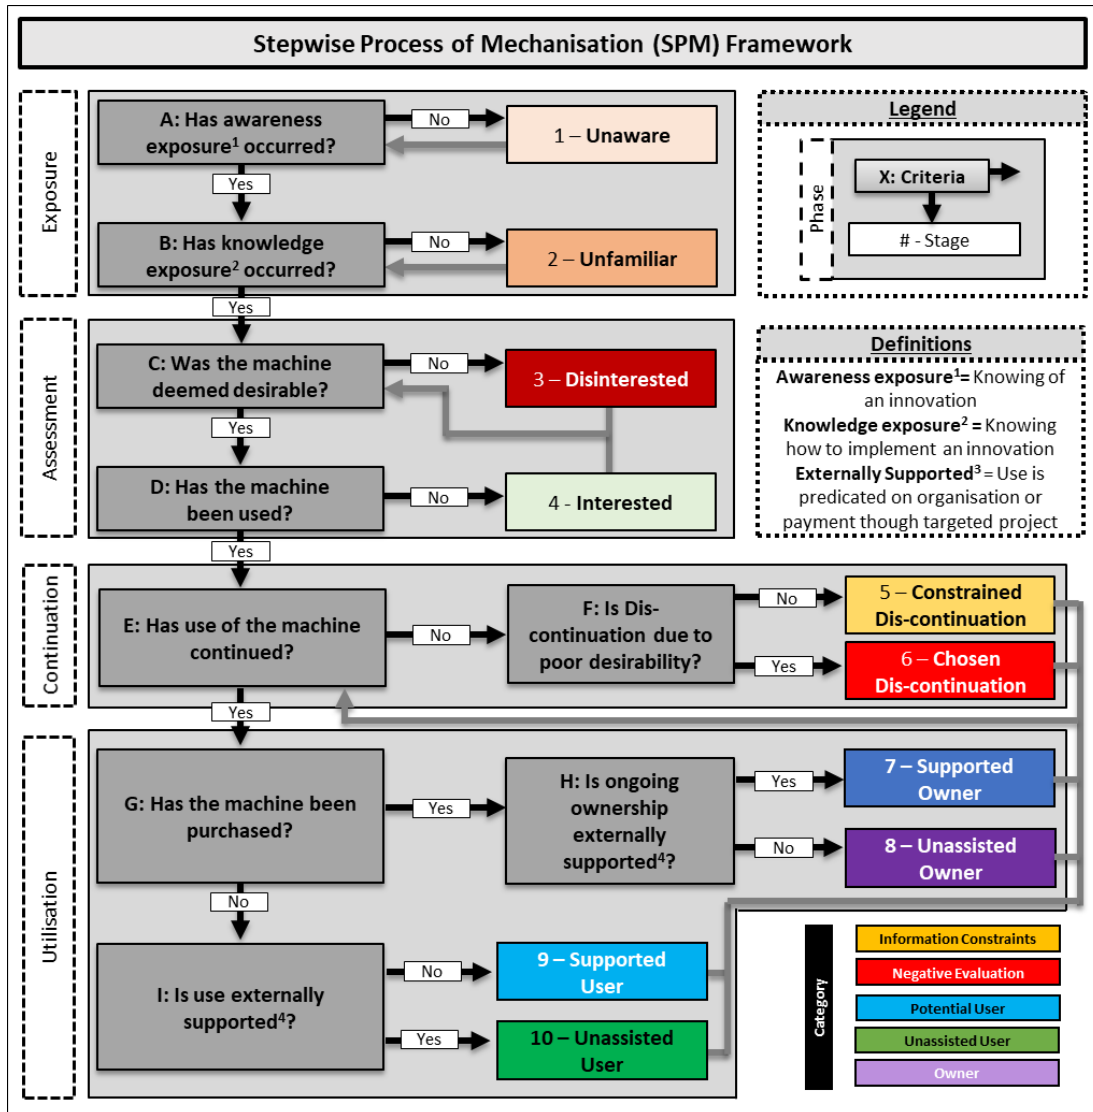 Stepwise Process of Mechanisation (SPM) Framework
Exposure
A: Has awareness
exposure¹ occurred?
No
1 – Unaware
Yes
B: Has knowledge
exposure² occurred?
No
2 – Unfamiliar
Yes
Legend
Phase
X: Criteria
# - Stage
Assessment
C: Was the machine
deemed desirable?
No
3 – Disinterested
Yes
D: Has the machine
been used?
No
4 - Interested
Yes
Definitions
Awareness exposure¹= Knowing of
an innovation
Knowledge exposure² = Knowing
how to implement an innovation
Externally Supported³ = Use is
predicated on organisation or
payment though targeted project
Continuation
E: Has use of the machine
continued?
No
F: Is Dis-
continuation due to
poor desirability?
No
5 – Constrained
Dis-continuation
Yes
6 – Chosen
Dis-continuation
Yes
Utilisation
G: Has the machine been
purchased?
Yes
H: Is ongoing
ownership
externally
supported⁴?
Yes
7 – Supported
Owner
No
8 – Unassisted
Owner
No
I: Is use externally
supported⁴?
No
9 – Supported
User
Yes
10 – Unassisted
User
Category
Information Constraints
Negative Evaluation
Potential User
Unassisted User
Owner